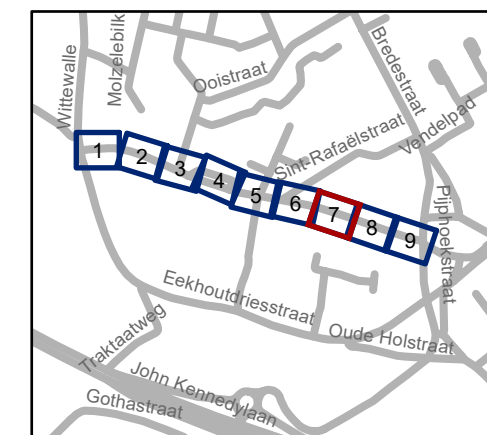 Molzelebilk
Wittewalle
Ooistraat
Bredestraat
Vendelpad
Sint-Rafaëlstraat
1
2
3
4
5
6
7
8
9
Pijphoekstraat
Eekhoutdriesstraat
Oude Holstraat
Traktaatweg
John Kennedylaan
Gothastraat